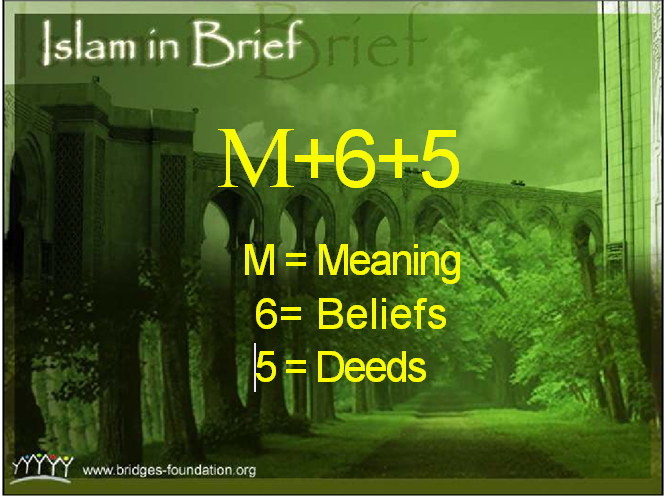 Islam in Brief
M+6+5
M = Meaning
6= Beliefs
5 = Deeds
www.bridges-foundation.org